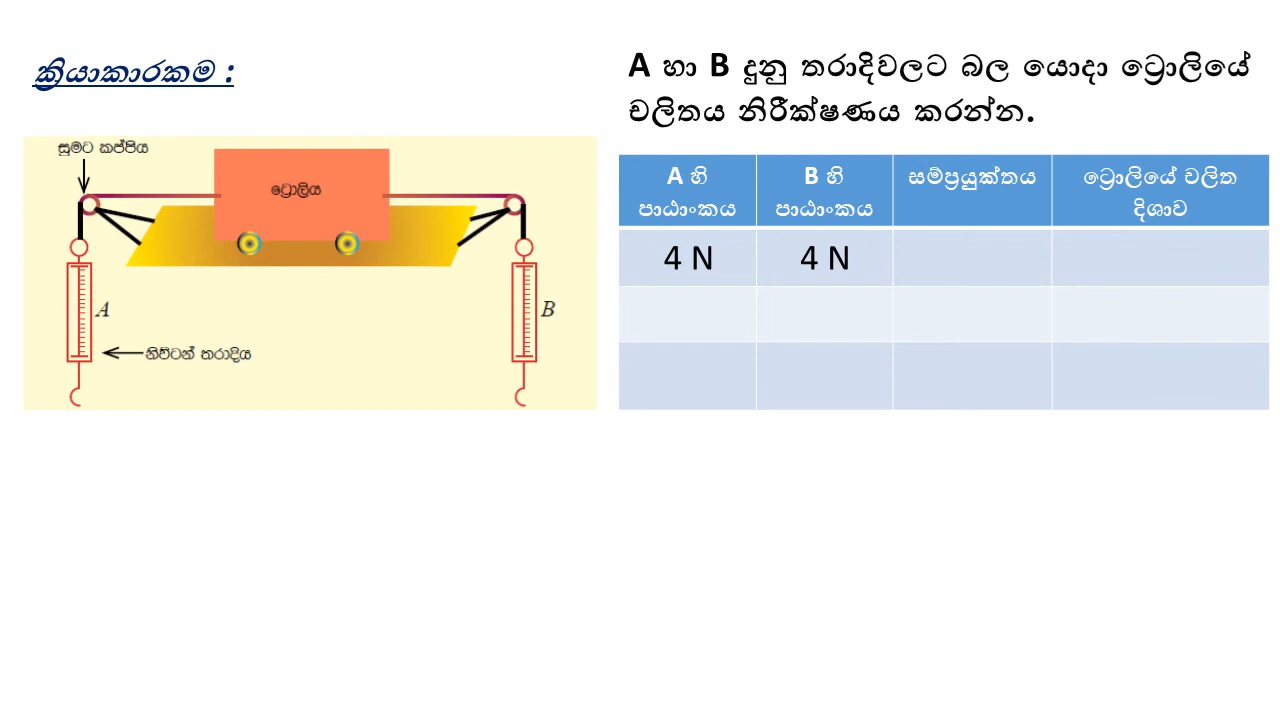 ක්‍රියාකාරකම :
A හා B දුනු තරාදිවලට බල යොදා ට්‍රොලියේ
චලිතය නිරීක්ෂණය කරන්න.
සුමට කප්පිය
ට්‍රොලිය
A
B
නිව්ටන් තරාදිය
A හි පාඨාංකය
B හි පාඨාංකය
සම්ප්‍රයුක්තය
ට්‍රොලියේ චලිත දිශාව
4 N
4 N